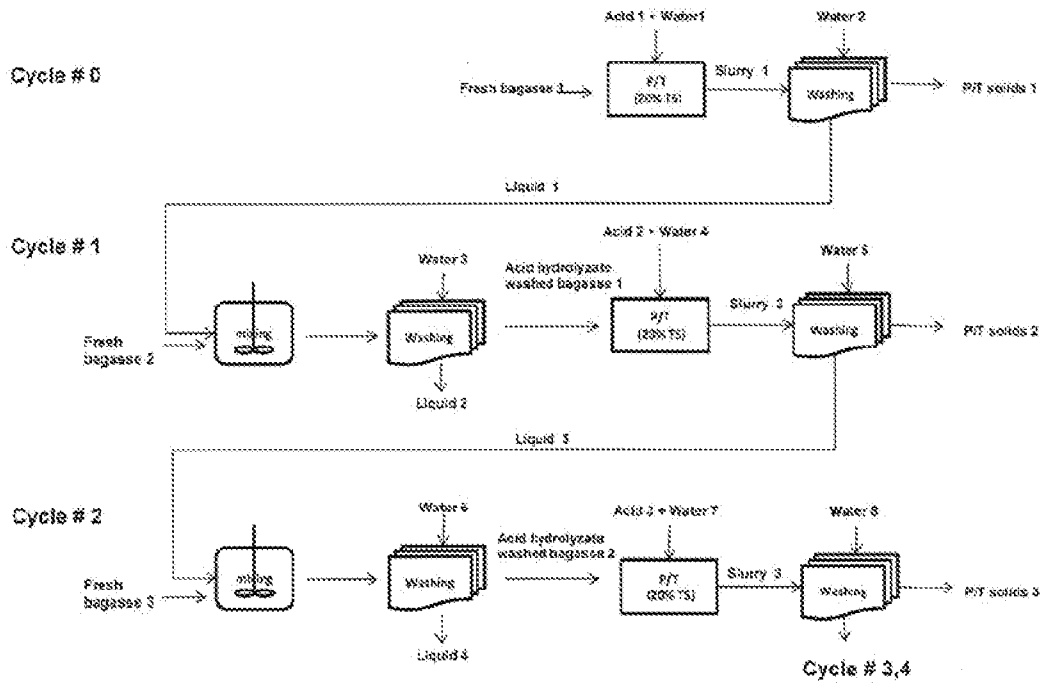 Acid 1 + Water1
Water 2
Cycle # 0
Fresh bagasse
P/T
(20% TS)
Slurry 1
Washing
P/T solids 1
Liquid 1
Cycle # 1
Acid 2 + Water 4
Water 5
Water 3
Acid hydrolyzate
washed bagasse 1
mixing
Washing
P/T
(20% TS)
Slurry 2
Washing
P/T solids 2
Fresh
bagasse 2
Liquid 2
Liquid 3
Cycle # 2
Water 6
Acid 3 + Water 7
Water 8
Acid hydrolyzate
washed bagasse 2
mixing
Washing
P/T
(20% TS)
Slurry 3
Washing
P/T solids 3
Fresh
bagasse 3
Liquid 4
Cycle # 3,4